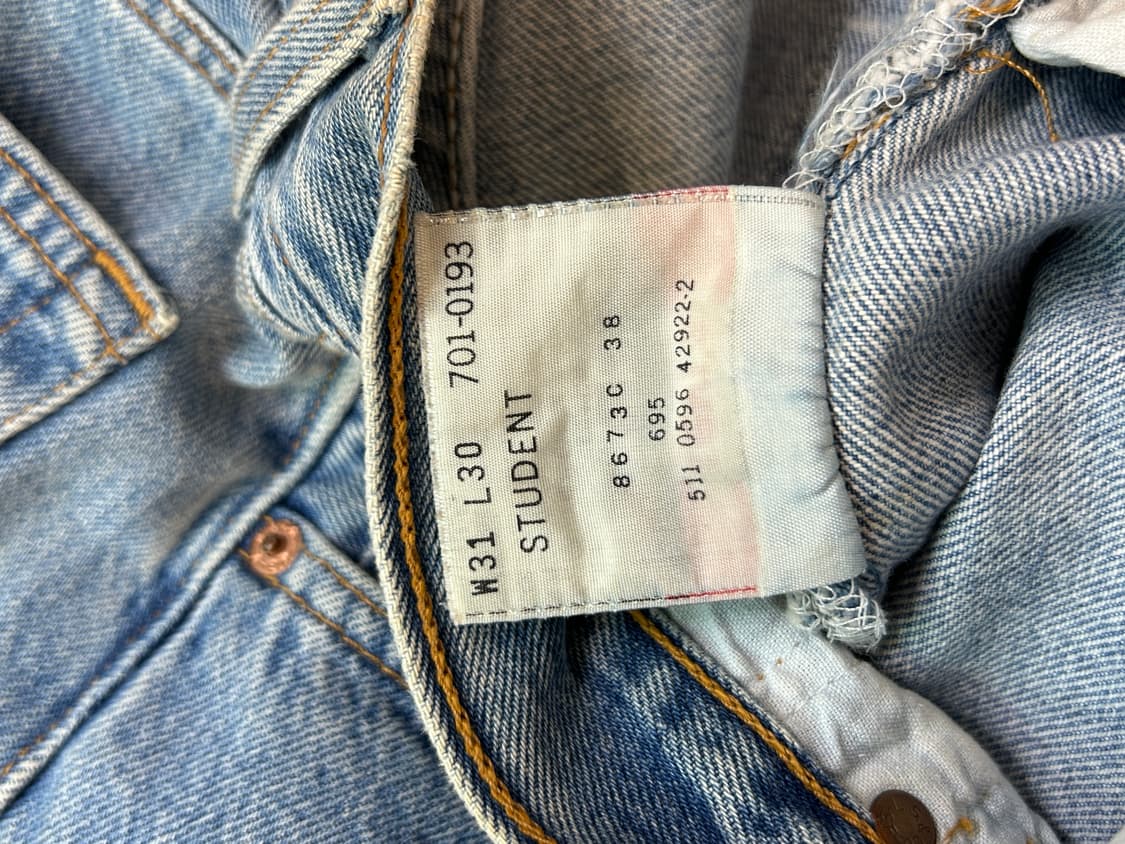 W31 L30 701-0193
STUDENT
8673C 38
695
511 0596 42922-2